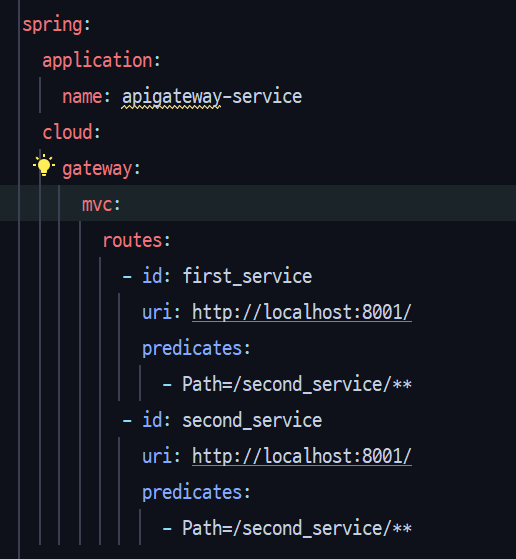 spring:
  application:
    name: apigateway-service
  cloud:
    gateway:
      mvc:
        routes:
          - id: first_service
            uri: http://localhost:8001/
            predicates:
              - Path=/second_service/**
          - id: second_service
            uri: http://localhost:8001/
            predicates:
              - Path=/second_service/**